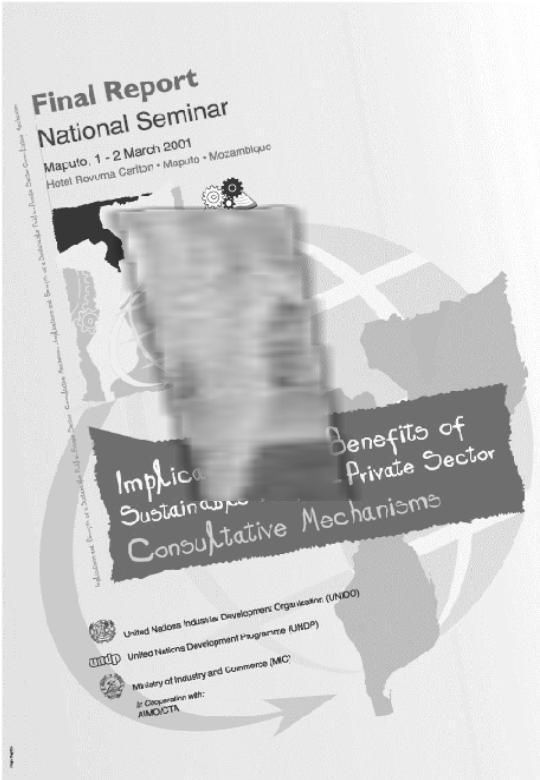 Final Report
National Seminar
Maputo, 1 - 2 March 2001
Hotel Rovuma Carlton • Maputo • Mozambique
Benefits of
Private Sector
Consultative Mechanisms
United Nations Industrial Development Organization (UNIDO)
undp United Nations Development Programme (UNDP)
Ministry of Industry and Commerce (MIC)
In Cooperation with:
AIMO/CTA